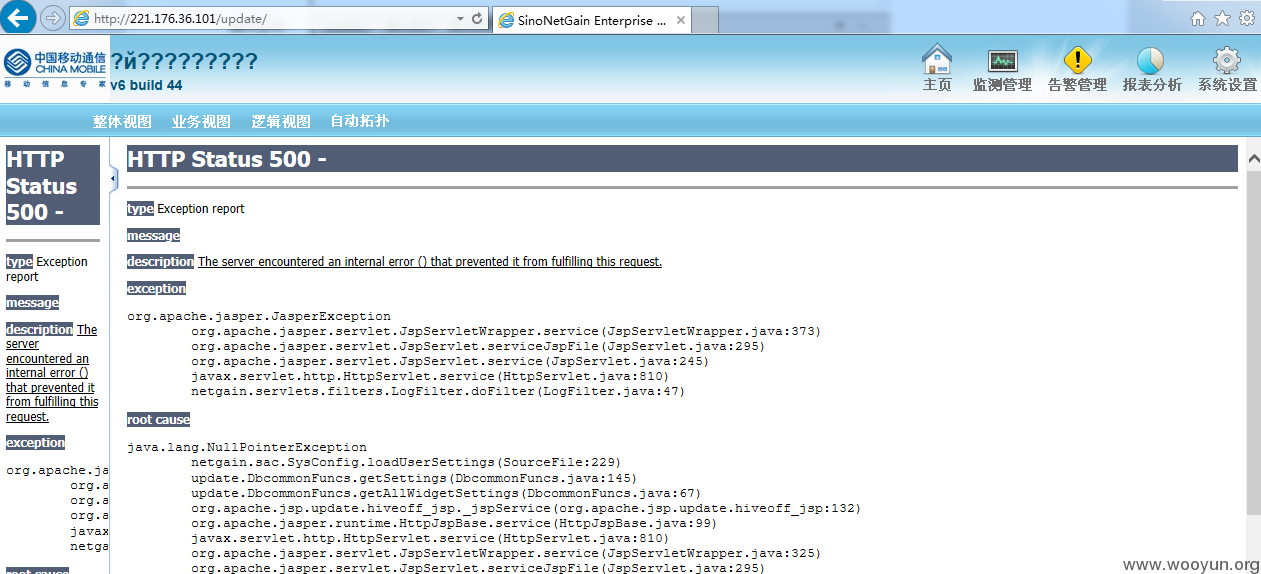 http://221.176.36.101/update/
SinoNetGain Enterprise ...
中国移动通信
CHINA MOBILE
移动信息专家
?й?????????
v6 build 44
主页
监测管理
告警管理
报表分析
系统设置
整体视图 业务视图 逻辑视图 自动拓扑
HTTP
Status
500 -
type Exception
report
message
description The
server
encountered an
internal error ()
that prevented it
from fulfilling this
request.
exception
org.apache.ja
org.a
org.a
org.a
javax
netga
root cause
HTTP Status 500 -
type Exception report
message
description The server encountered an internal error () that prevented it from fulfilling this request.
exception
org.apache.jasper.JasperException
org.apache.jasper.servlet.JspServletWrapper.service(JspServletWrapper.java:373)
org.apache.jasper.servlet.JspServlet.serviceJspFile(JspServlet.java:295)
org.apache.jasper.servlet.JspServlet.service(JspServlet.java:245)
javax.servlet.http.HttpServlet.service(HttpServlet.java:810)
netgain.servlets.filters.LogFilter.doFilter(LogFilter.java:47)
root cause
java.lang.NullPointerException
netgain.sac.SysConfig.loadUserSettings(SourceFile:229)
update.DbcommonFuncs.getSettings(DbcommonFuncs.java:145)
update.DbcommonFuncs.getAllWidgetSettings(DbcommonFuncs.java:67)
org.apache.jsp.update.hiveoff_jsp._jspService(org.apache.jsp.update.hiveoff_jsp:132)
org.apache.jasper.runtime.HttpJspBase.service(HttpJspBase.java:99)
javax.servlet.http.HttpServlet.service(HttpServlet.java:810)
org.apache.jasper.servlet.JspServletWrapper.service(JspServletWrapper.java:325)
org.apache.jasper.servlet.JspServlet.serviceJspFile(JspServlet.java:295)
www.wooyun.org